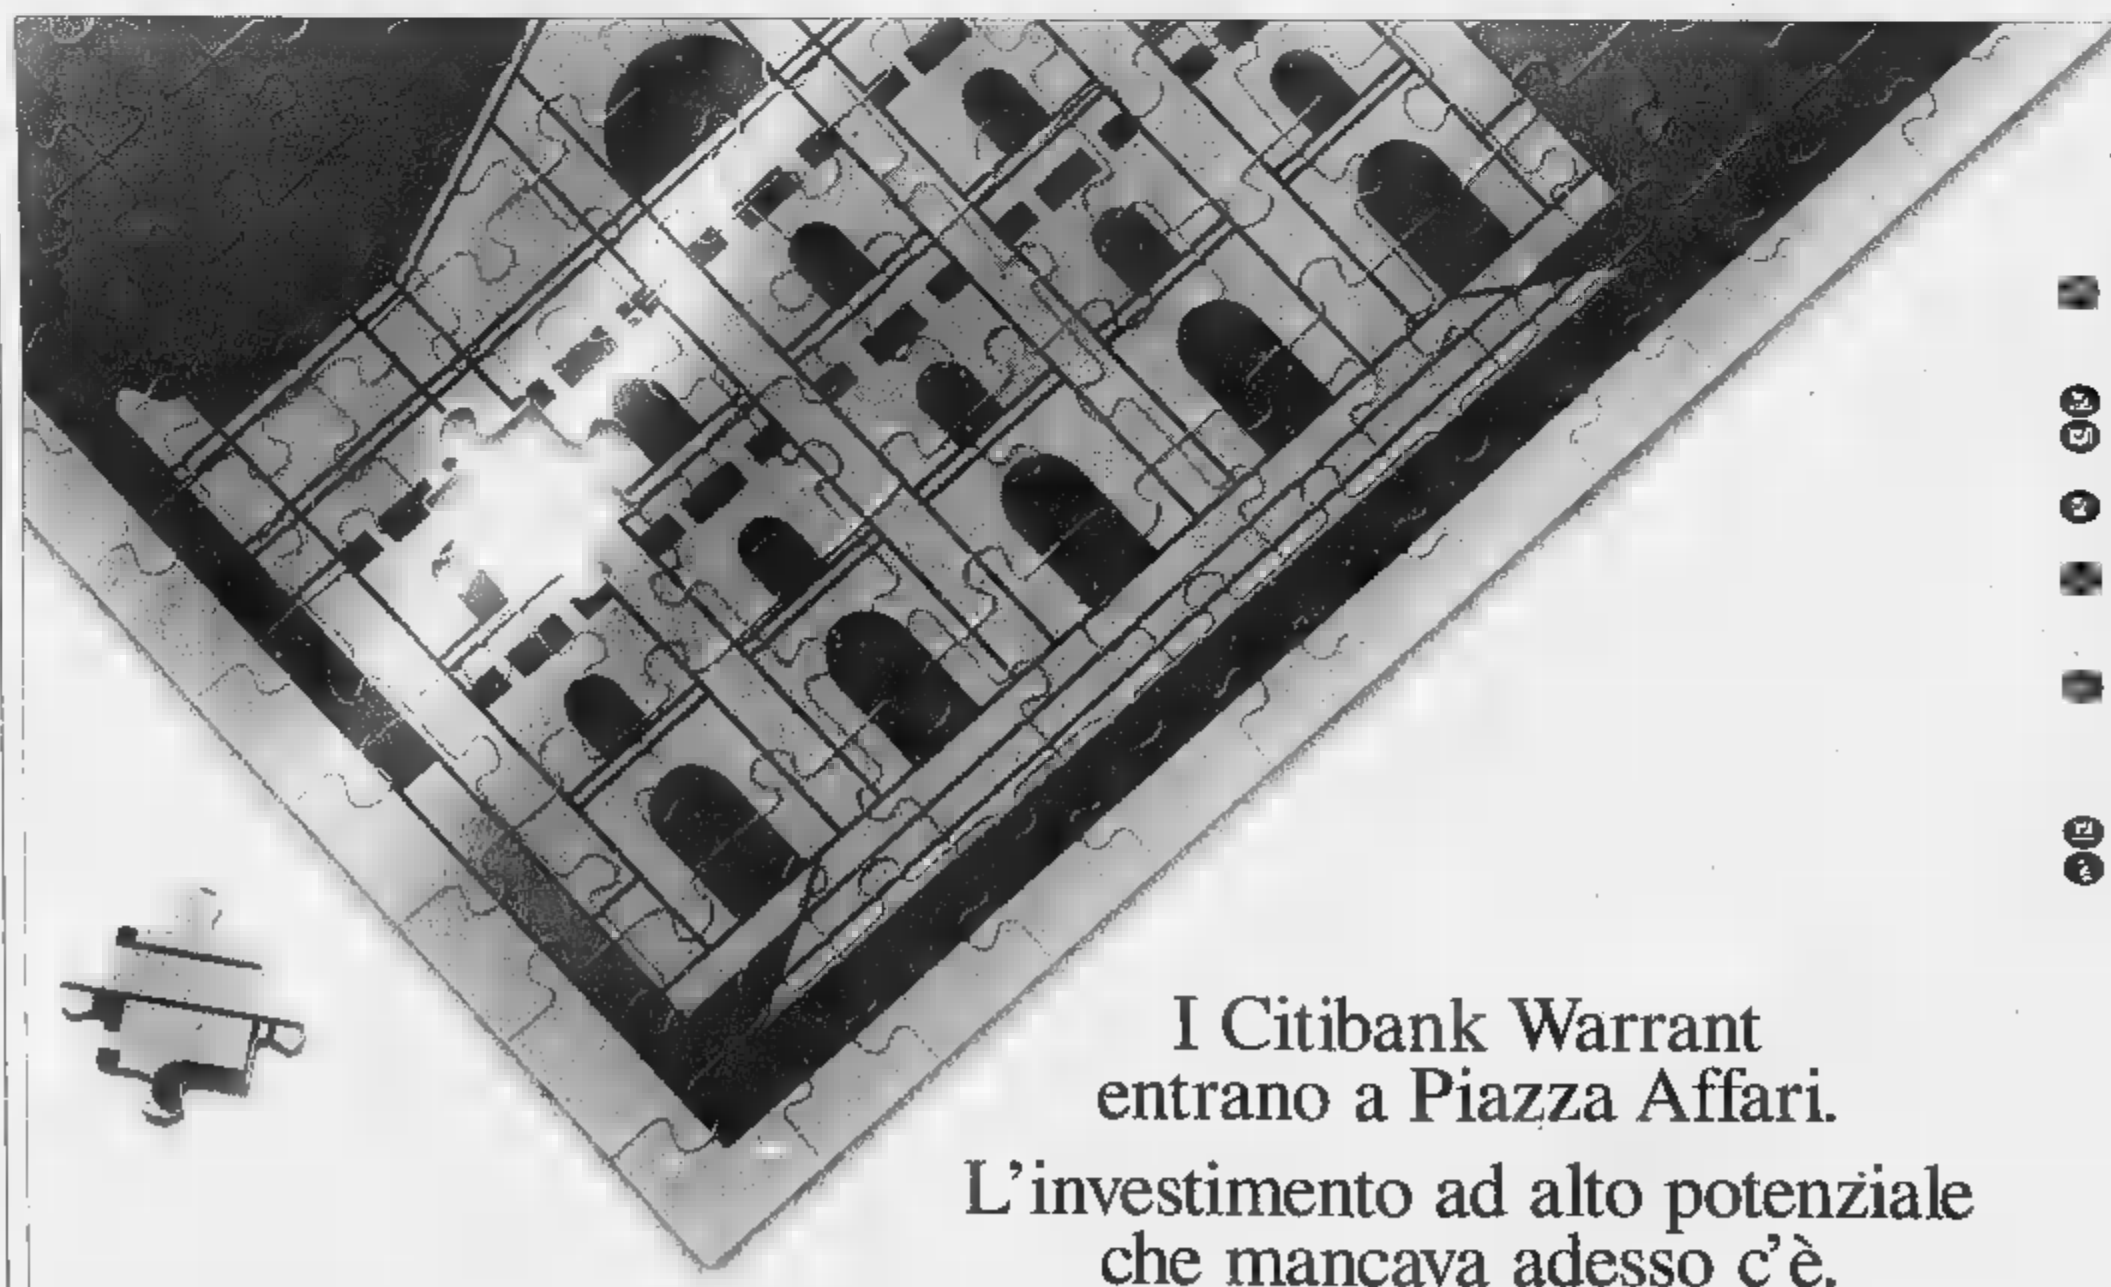 I Citibank Warrant
entrano a Piazza Affari.
L'investimento ad alto potenziale
che mancava adesso c'è.